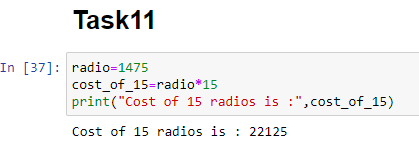 Task11
In [37]: radio=1475
cost_of_15=radio*15
print("Cost of 15 radios is :",cost_of_15)
Cost of 15 radios is : 22125